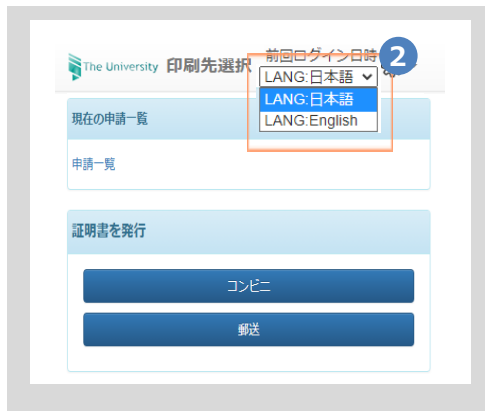 前回ログイン日時
2
The University 印刷先選択
LANG:日本語
LANG:日本語
LANG:English
現在の申請一覧
申請一覧
証明書を発行
コンビニ
郵送